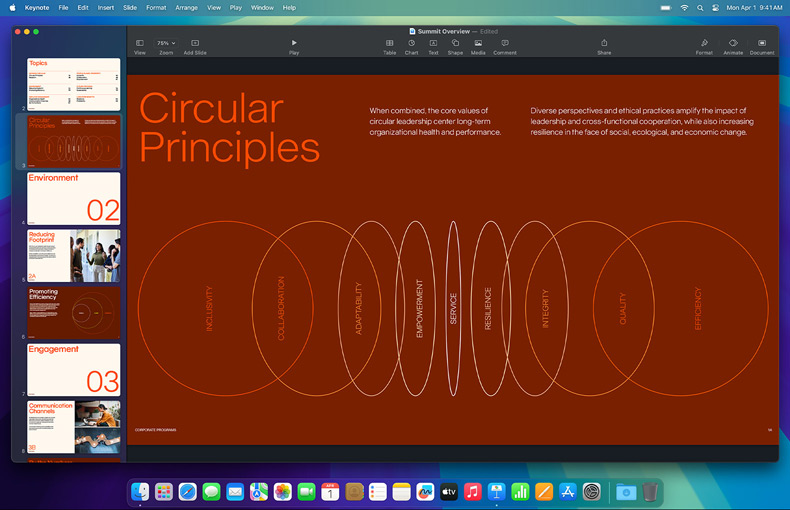 Keynote File Edit Insert Slide Format Arrange View Play Window Help
Mon Apr 1 9:41AM
Summit Overview — Edited
75%
View Zoom Add Slide Play Table Chart Text Shape Media Comment Share Format Animate Document
Topics
2
Circular
Principles
3
Environment
02
4
Reducing
Footprint
2A
5
Promoting
Efficiency
6
Engagement
03
7
Communication
Channels
3B
8
Circular
Principles
When combined, the core values of
circular leadership center long-term
organizational health and performance.
Diverse perspectives and ethical practices amplify the impact of
leadership and cross-functional cooperation, while also increasing
resilience in the face of social, ecological, and economic change.
INCLUSIVITY
COLLABORATION
ADAPTABILITY
EMPOWERMENT
SERVICE
RESILIENCE
INTEGRITY
QUALITY
EFFICIENCY
CORPORATE PROGRAMS
APR
1
tv